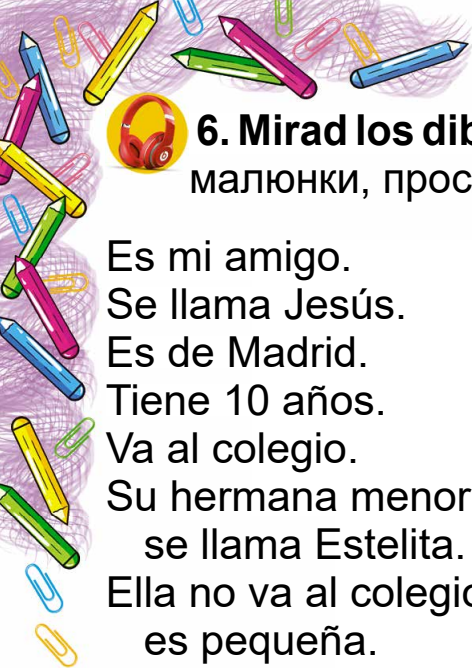 6. Mirad los dib
малюнки, прос
Es mi amigo.
Se llama Jesús.
Es de Madrid.
Tiene 10 años.
Va al colegio.
Su hermana menor
se llama Estelita.
Ella no va al colegio
es pequeña.